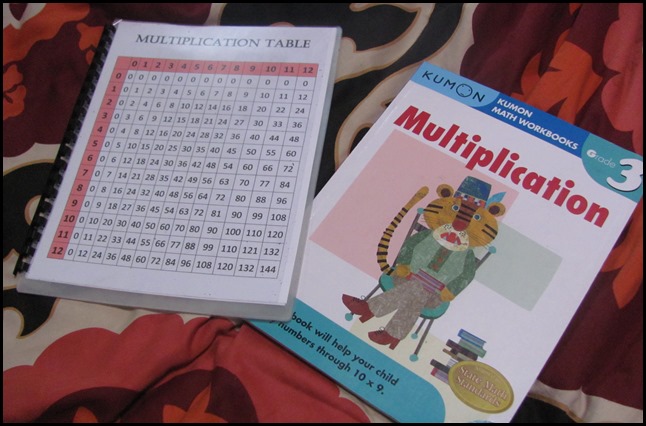 MULTIPLICATION TABLE
0 1 2 3 4 5 6 7 8 9 10 11 12
0 0 0 0 0 0 0 0 0 0 0 0 0 0
1 0 1 2 3 4 5 6 7 8 9 10 11 12
2 0 2 4 6 8 10 12 14 16 18 20 22 24
3 0 3 6 9 12 15 18 21 24 27 30 33 36
4 0 4 8 12 16 20 24 28 32 36 40 44 48
5 0 5 10 15 20 25 30 35 40 45 50 55 60
6 0 6 12 18 24 30 36 42 48 54 60 66 72
7 0 7 14 21 28 35 42 49 56 63 70 77 84
8 0 8 16 24 32 40 48 56 64 72 80 88 96
9 0 9 18 27 36 45 54 63 72 81 90 99 108
10 0 10 20 30 40 50 60 70 80 90 100 110 120
11 0 11 22 33 44 55 66 77 88 99 110 121 132
12 0 12 24 36 48 60 72 84 96 108 120 132 144
KUMON
KUMON
MATH WORKBOOKS
Grade 3
Multiplication
book will help your child
numbers through 10 × 9.
State Math
Standards